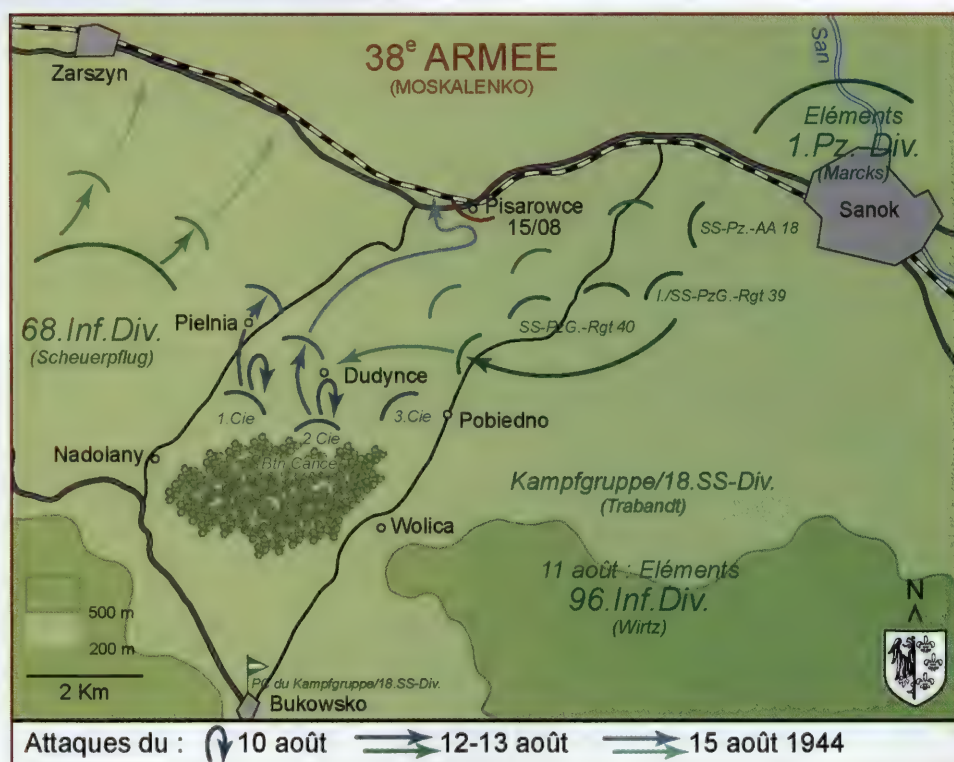 38e ARMEE
(MOSKALENKO)
San
Zarszyn
Eléments
1.Pz.-Div.
(Marcks)
Sanok
Pisarowce
15/08
SS-Pz.-AA 18
I./SS-PzG.-Rgt 39
SS-PzG.-Rgt 40
68.Inf.Div.
(Scheuerpflug)
Pielnia
Dudynce
1.Cie
2 Cie
3.Cie
Btn Cance
Pobiedno
Nadolany
Wolica
Kampfgruppe/18.SS-Div.
(Trabandt)
11 août : Eléments
96.Inf.Div.
(Wirtz)
N
500 m
200 m
2 Km
PC du Kampfgruppe/18.SS-Div.
Bukowsko
Attaques du : 10 août 12-13 août 15 août 1944